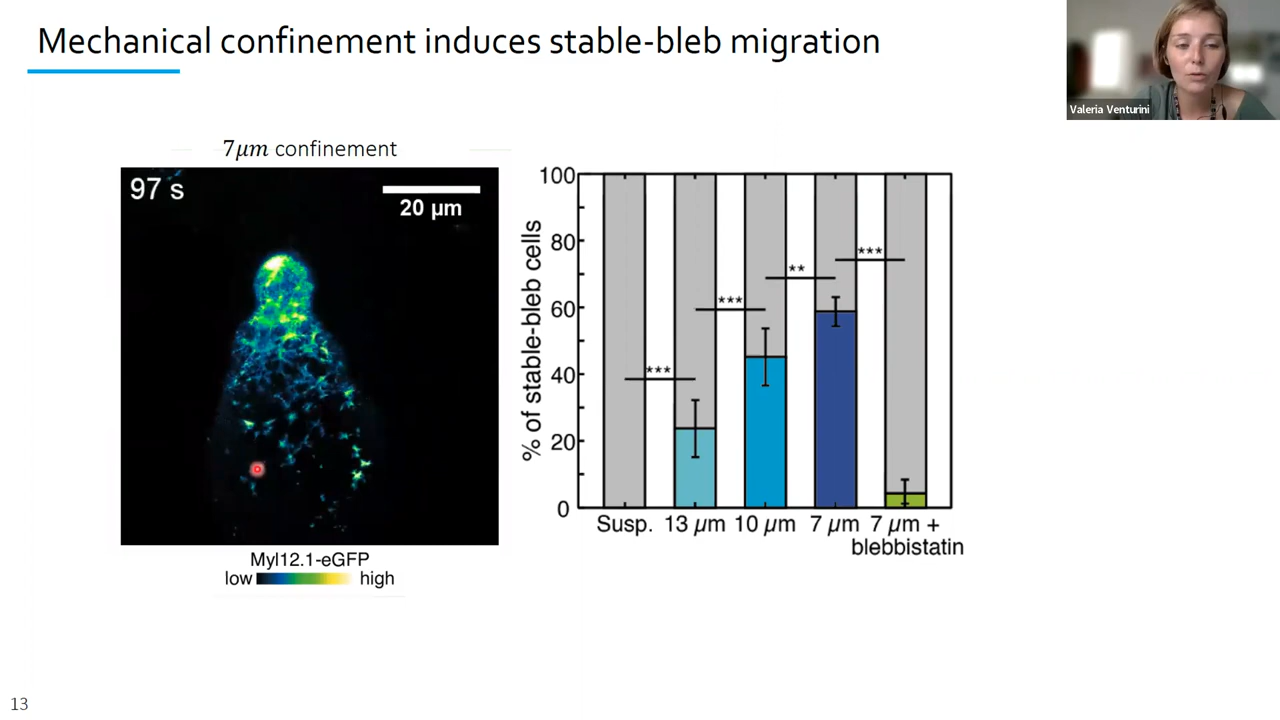 Mechanical confinement induces stable-bleb migration
Valeria Venturini
7μm confinement
97 s
20 μm
Myl12.1-eGFP
low high
% of stable-bleb cells
100
80
60
40
20
0
***
***
**
***
Susp. 13 μm 10 μm 7 μm 7 μm +
blebbistatin
13